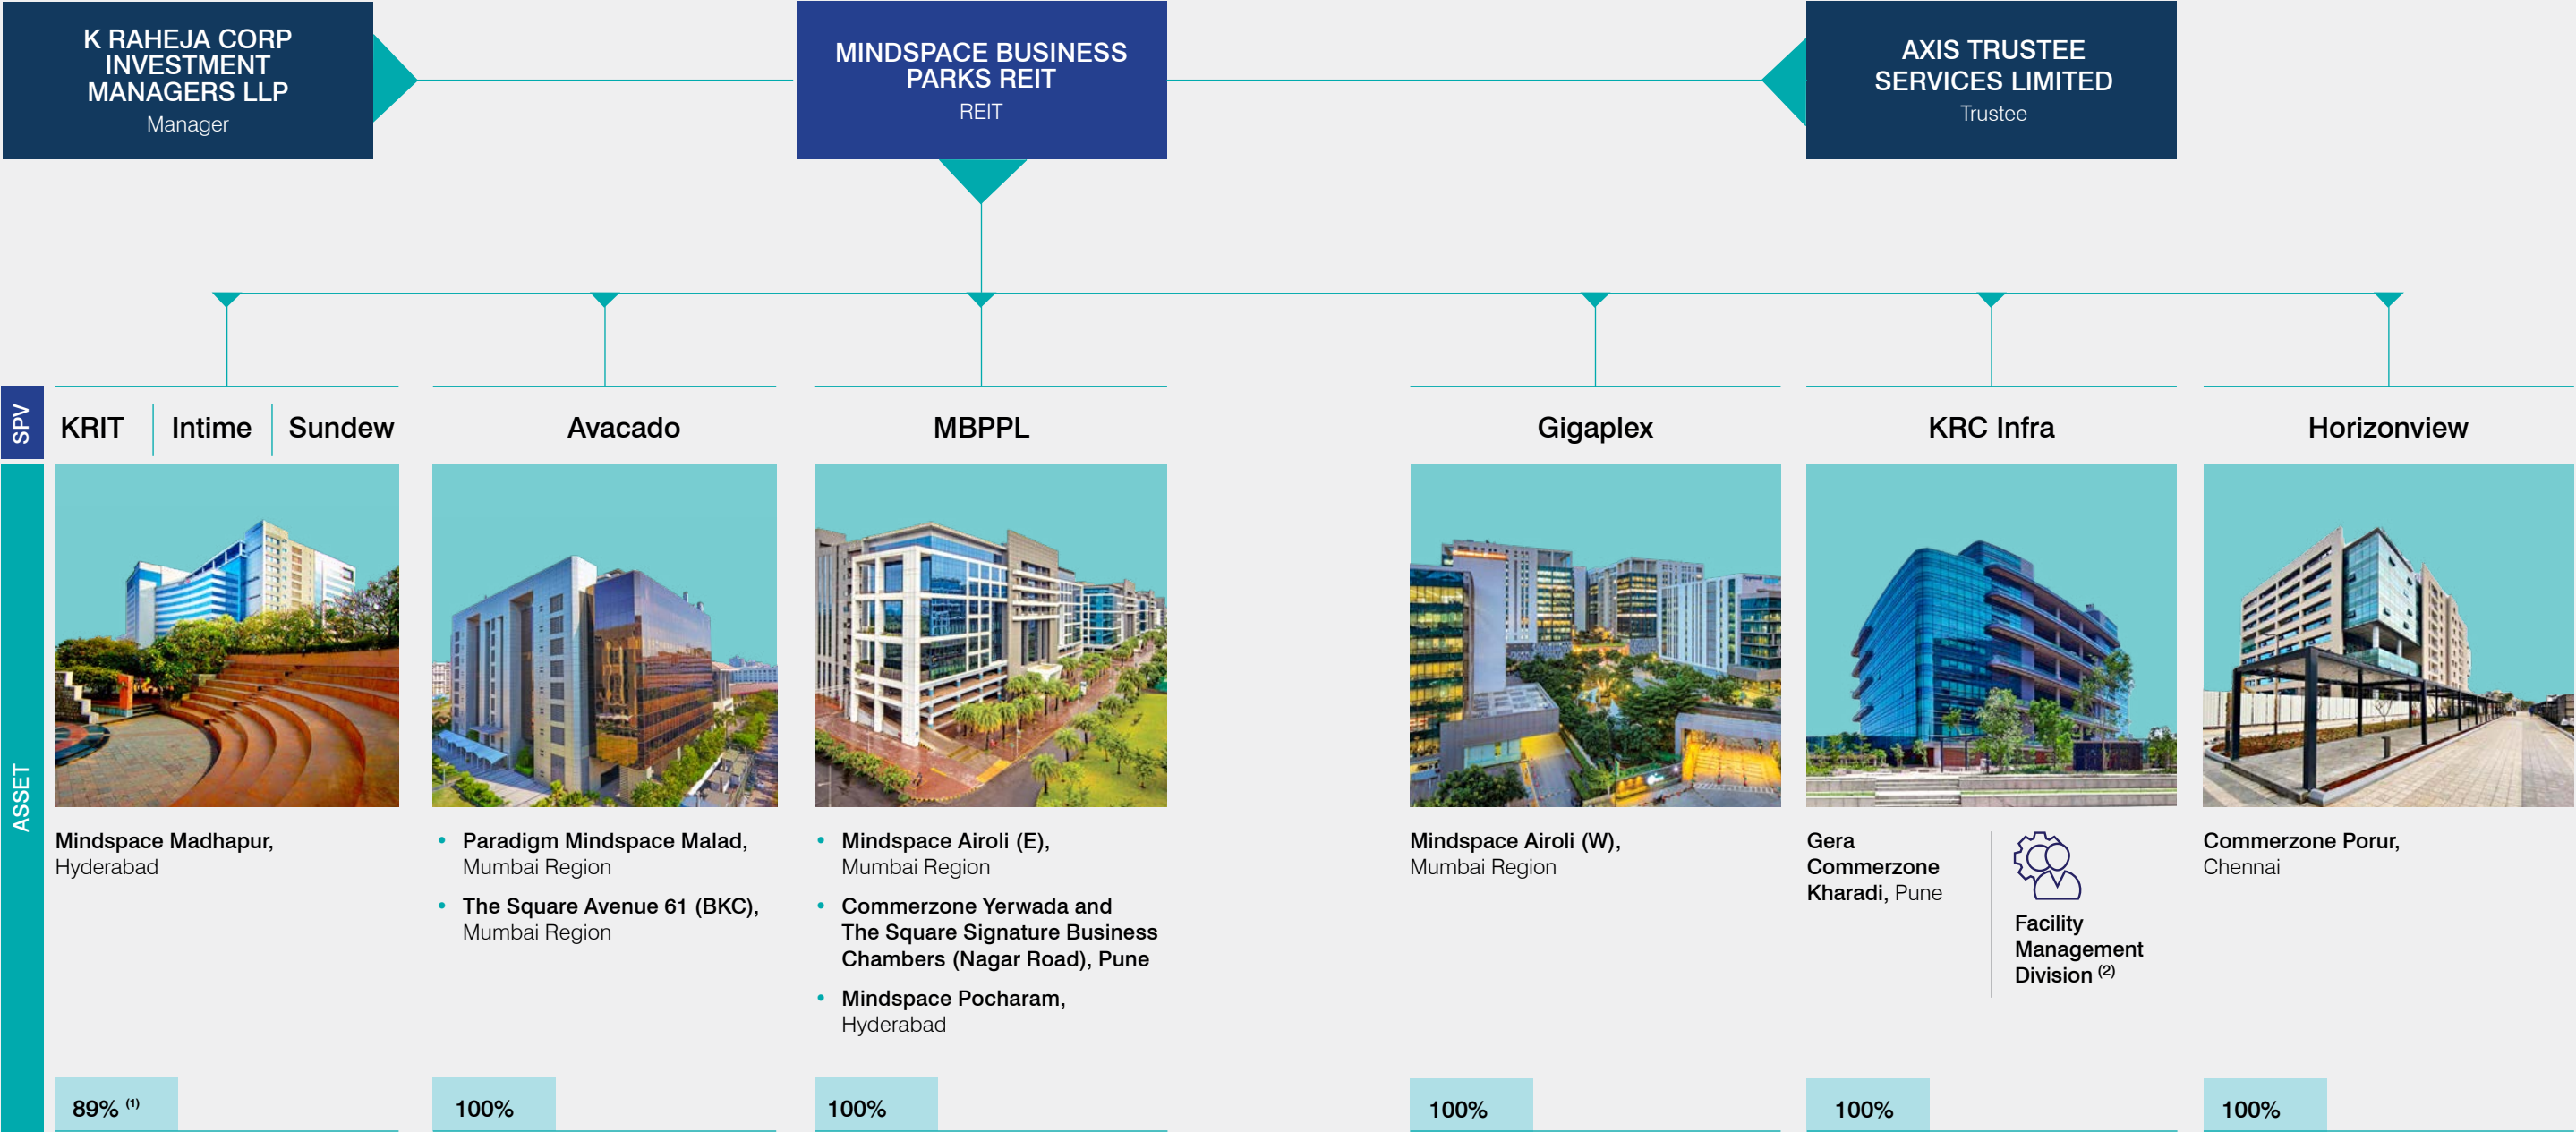 K RAHEJA CORP
INVESTMENT
MANAGERS LLP
Manager
MINDSPACE BUSINESS
PARKS REIT
REIT
AXIS TRUSTEE
SERVICES LIMITED
Trustee
SPV
KRIT
Intime
Sundew
Avacado
MBPPL
Gigaplex
KRC Infra
Horizonview
ASSET
Mindspace Madhapur,
Hyderabad
• Paradigm Mindspace Malad,
Mumbai Region
• The Square Avenue 61 (BKC),
Mumbai Region
• Mindspace Airoli (E),
Mumbai Region
• Commerzone Yerwada and
The Square Signature Business
Chambers (Nagar Road), Pune
• Mindspace Pocharam,
Hyderabad
Mindspace Airoli (W),
Mumbai Region
Gera
Commerzone
Kharadi, Pune
Facility
Management
Division (2)
Commerzone Porur,
Chennai
89% (1)
100%
100%
100%
100%
100%